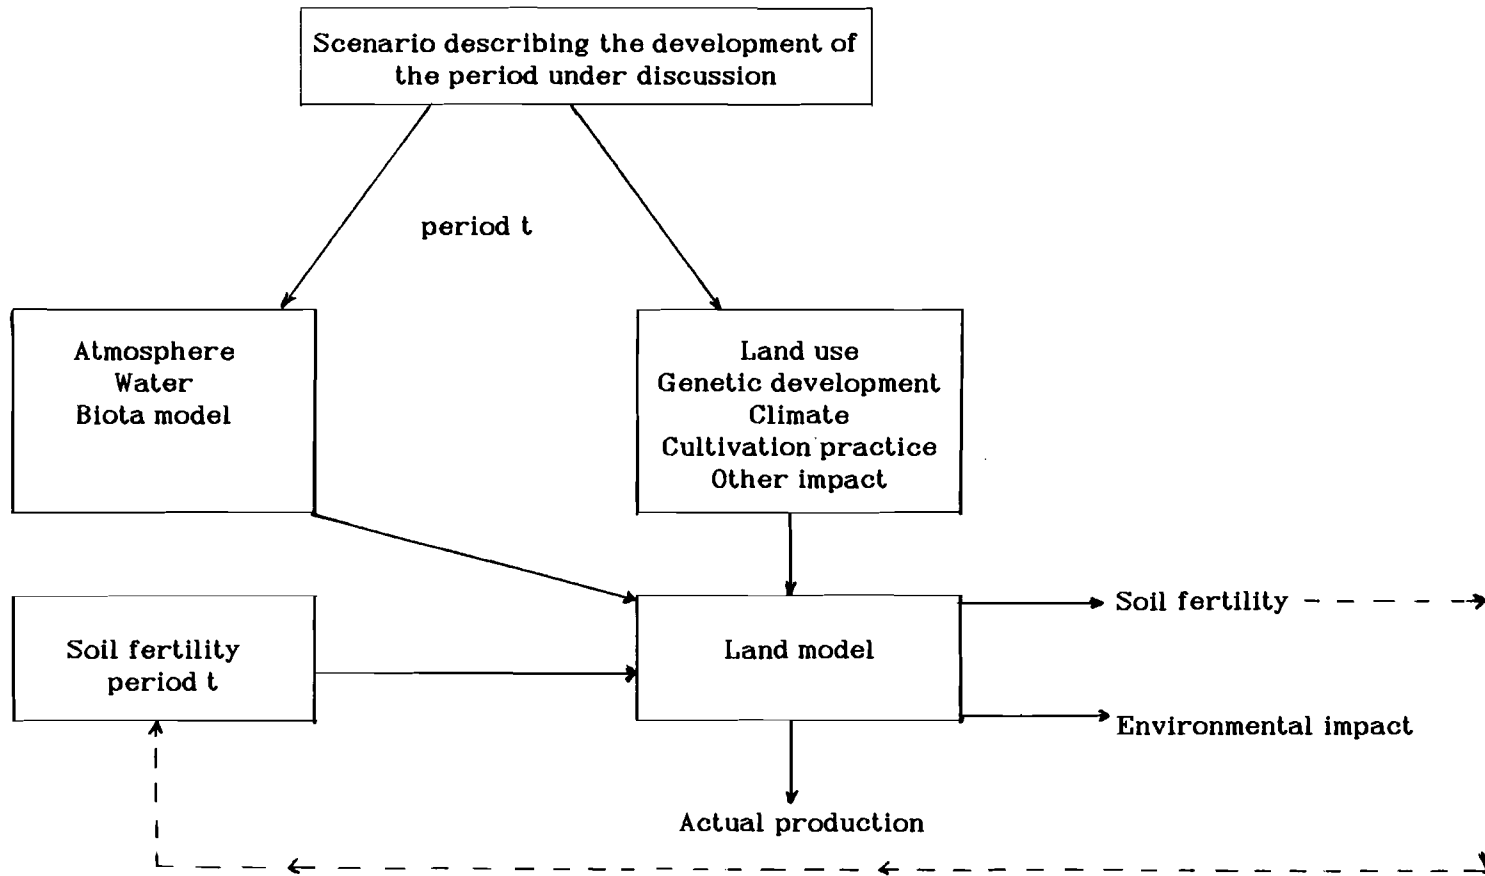 Scenario describing the development of
the period under discussion
period t
Atmosphere
Water
Biota model
Land use
Genetic development
Climate
Cultivation practice
Other impact
Soil fertility
period t
Land model
Soil fertility
Environmental impact
Actual production